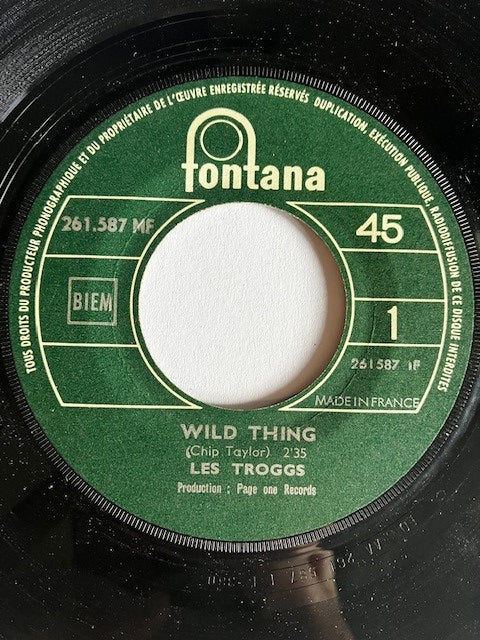 TOUS DROITS DU PRODUCTEUR PHONOGRAPHIQUE ET DU PROPRIÉTAIRE DE L'ŒUVRE ENREGISTRÉE RÉSERVÉS DUPLICATION, EXÉCUTION PUBLIQUE, RADIODIFFUSION DE CE DISQUE INTERDITES
fontana
261.587 MF
45
BIEM
1
261587 1F
MADE IN FRANCE
WILD THING
(Chip. Taylor) 2'35
LES TROGGS
Production : Page one Records